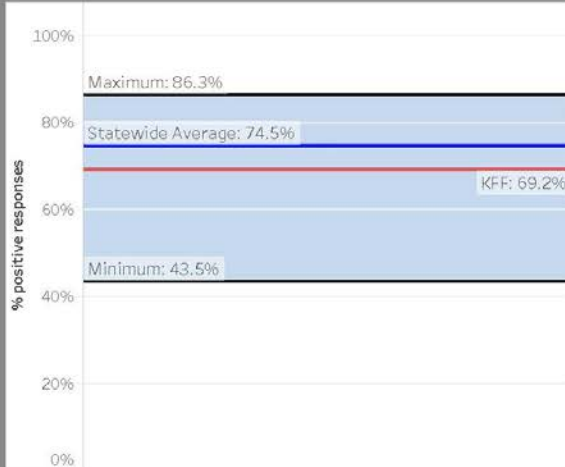 100%
Maximum: 86.3%
80%
Statewide Average: 74.5%
KFF: 69.2%
60%
Minimum: 43.5%
40%
20%
0%
% positive responses